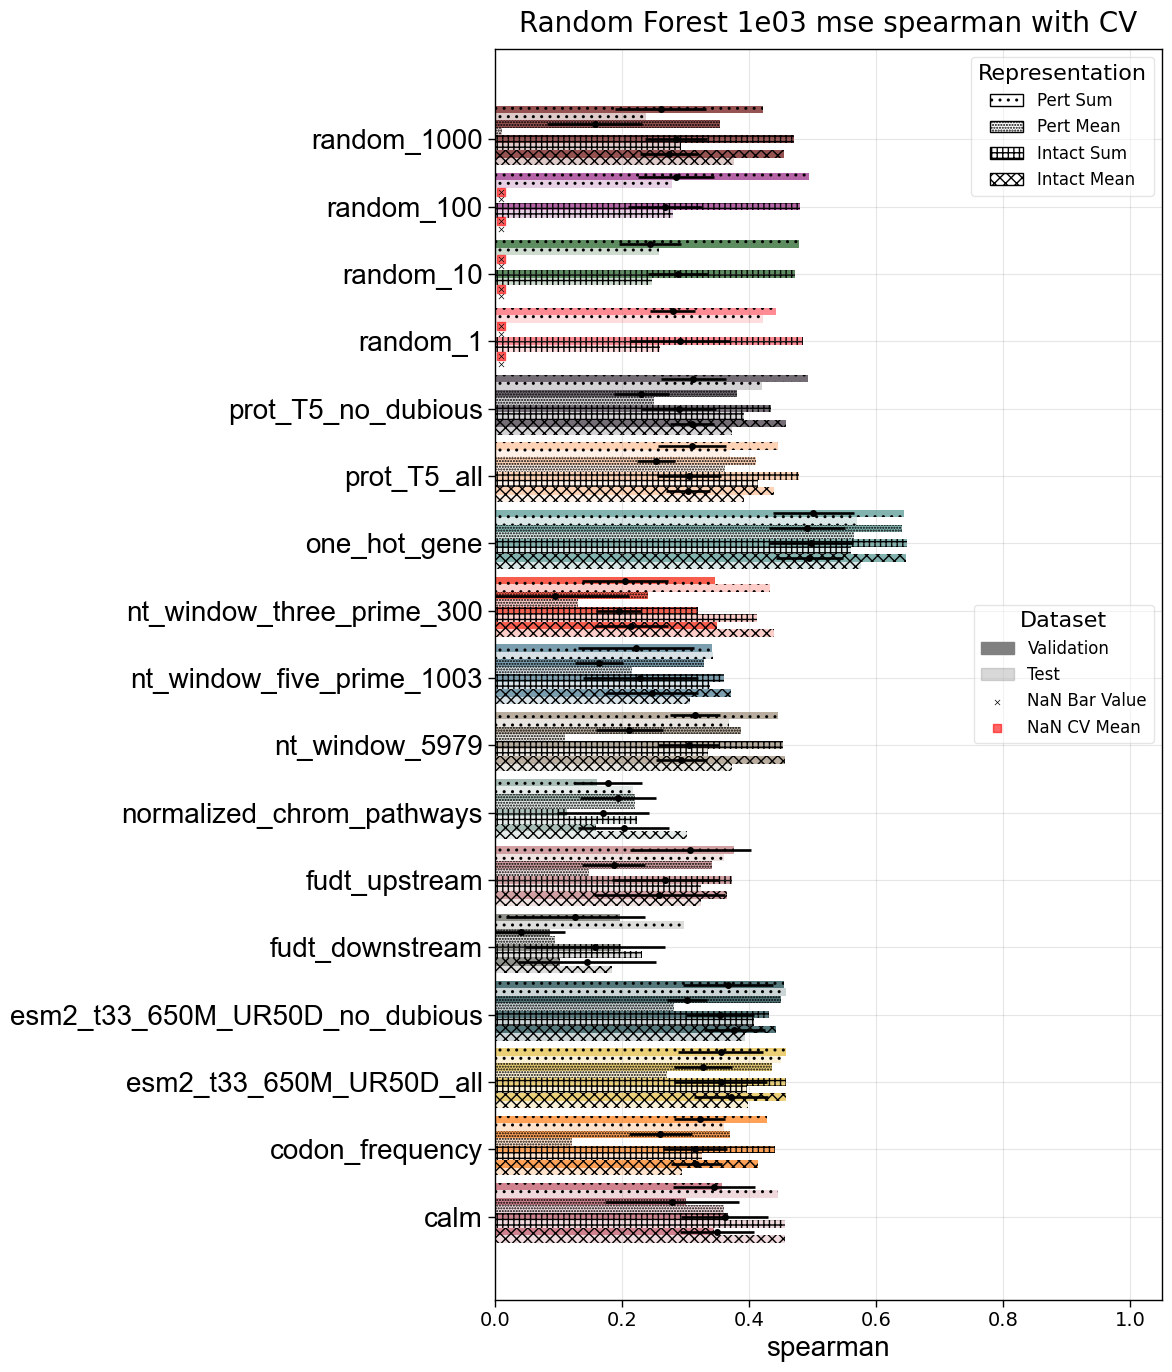 Random Forest 1e03 mse spearman with CV
Representation
Pert Sum
Pert Mean
Intact Sum
Intact Mean
random_1000
random_100
random_10
random_1
prot_T5_no_dubious
prot_T5_all
one_hot_gene
nt_window_three_prime_300
nt_window_five_prime_1003
nt_window_5979
normalized_chrom_pathways
fudt_upstream
fudt_downstream
esm2_t33_650M_UR50D_no_dubious
esm2_t33_650M_UR50D_all
codon_frequency
calm
Dataset
Validation
Test
NaN Bar Value
NaN CV Mean
0.0 0.2 0.4 0.6 0.8 1.0
spearman